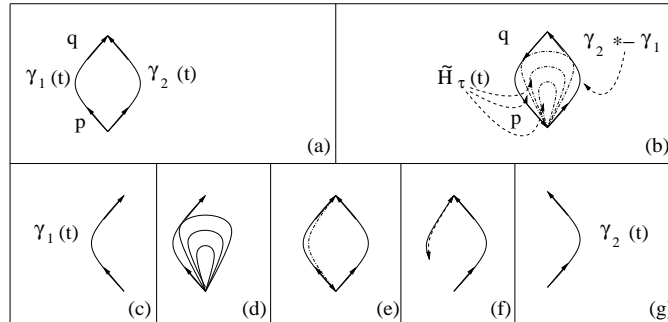 q
γ₁(t) γ₂(t)
p
(a)
q γ₂ *− γ₁
H̃τ(t)
p
(b)
γ₁(t)
(c)
(d)
(e)
(f)
γ₂(t)
(g)